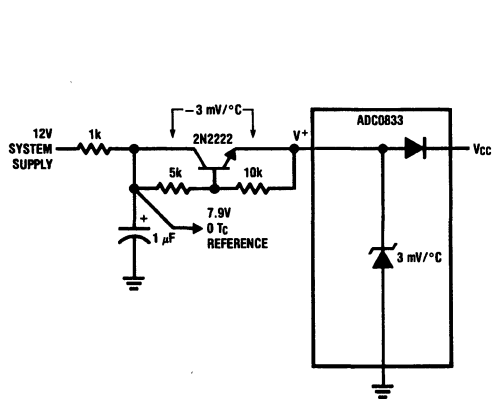 −3 mV/°C
ADC0833
12V
SYSTEM
SUPPLY
1k
2N2222
V+
VCC
5k
10k
+
1 µF
7.9V
0 TC
REFERENCE
3 mV/°C